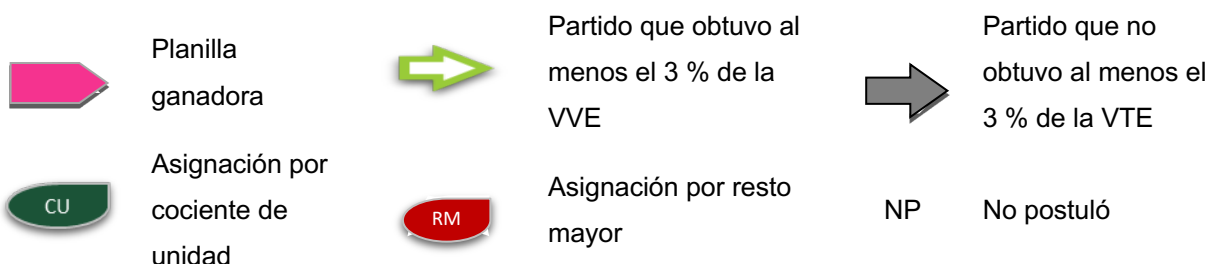 Planilla
ganadora
Partido que obtuvo al
menos el 3 % de la
VVE
Partido que no
obtuvo al menos el
3 % de la VTE
CU
Asignación por
cociente de
unidad
RM
Asignación por resto
mayor
NP
No postuló